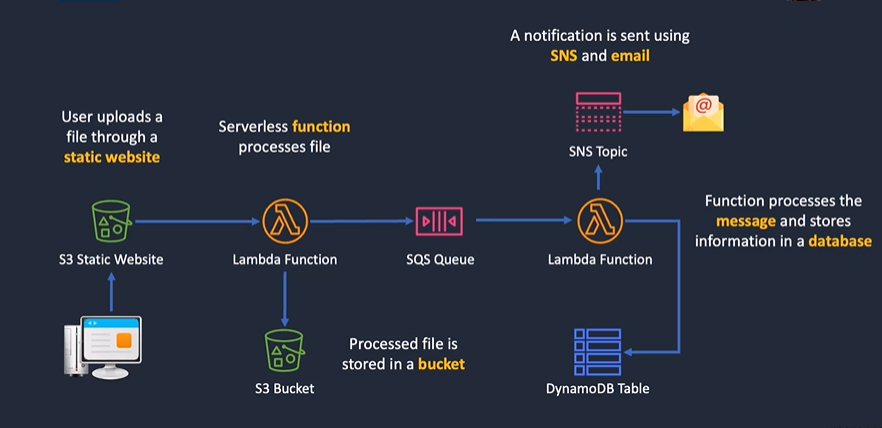 A notification is sent using
SNS and email
User uploads a
file through a
static website
Serverless function
processes file
@
SNS Topic
Function processes the
message and stores
information in a database
S3 Static Website
Lambda Function
SQS Queue
Lambda Function
Processed file is
stored in a bucket
S3 Bucket
DynamoDB Table